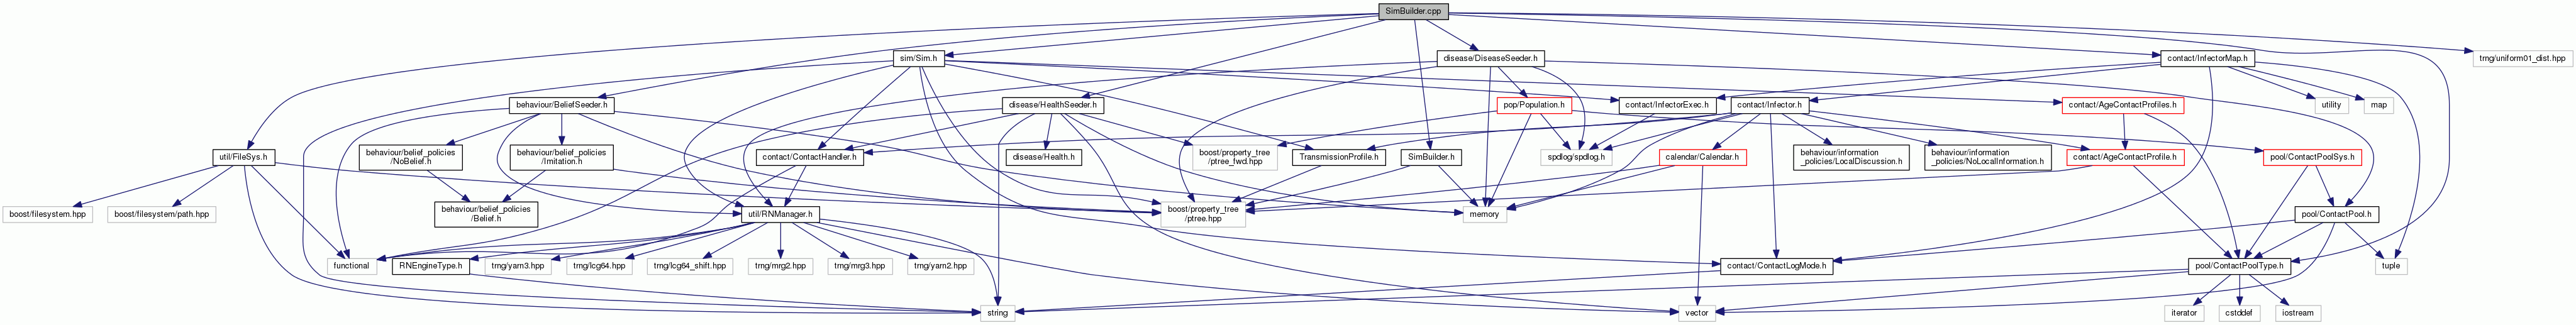 SimBuilder.cpp
sim/Sim.h
disease/DiseaseSeeder.h
contact/InfectorMap.h
trng/uniform01_dist.hpp
behaviour/BeliefSeeder.h
disease/HealthSeeder.h
pop/Population.h
contact/InfectorExec.h
contact/Infector.h
contact/AgeContactProfiles.h
utility
map
util/FileSys.h
behaviour/belief_policies
/NoBelief.h
behaviour/belief_policies
/Imitation.h
contact/ContactHandler.h
disease/Health.h
boost/property_tree
/ptree_fwd.hpp
TransmissionProfile.h
SimBuilder.h
spdlog/spdlog.h
calendar/Calendar.h
behaviour/information
_policies/LocalDiscussion.h
behaviour/information
_policies/NoLocalInformation.h
contact/AgeContactProfile.h
pool/ContactPoolSys.h
boost/filesystem.hpp
boost/filesystem/path.hpp
behaviour/belief_policies
/Belief.h
util/RNManager.h
boost/property_tree
/ptree.hpp
memory
pool/ContactPool.h
functional
RNEngineType.h
trng/yarn3.hpp
trng/lcg64.hpp
trng/lcg64_shift.hpp
trng/mrg2.hpp
trng/mrg3.hpp
trng/yarn2.hpp
contact/ContactLogMode.h
pool/ContactPoolType.h
tuple
string
vector
iterator
cstddef
iostream